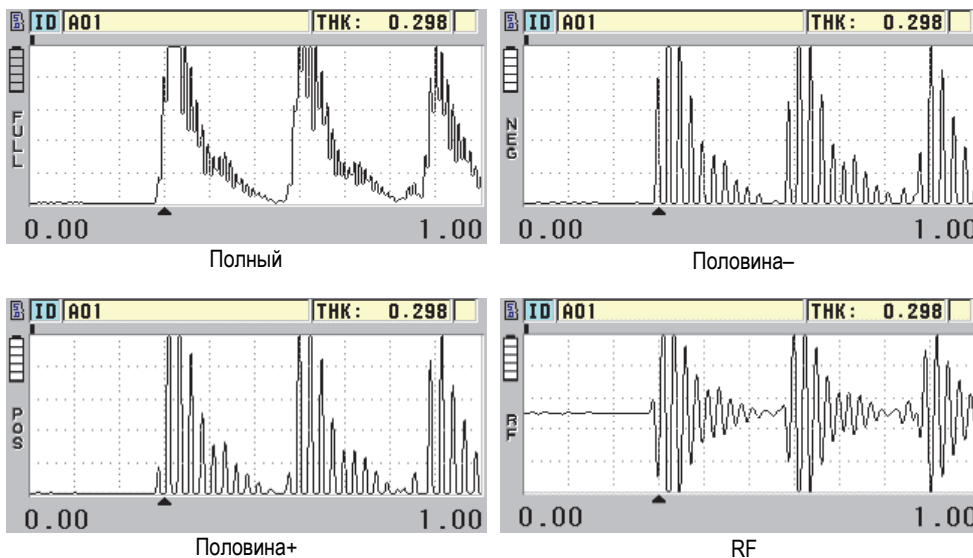 ID A01 THK: 0.298
FULL
0.00 1.00
Полный
ID A01 THK: 0.298
NEG
0.00 1.00
Половина–
ID A01 THK: 0.298
POS
0.00 1.00
Половина+
ID A01 THK: 0.298
RF
0.00 1.00
RF